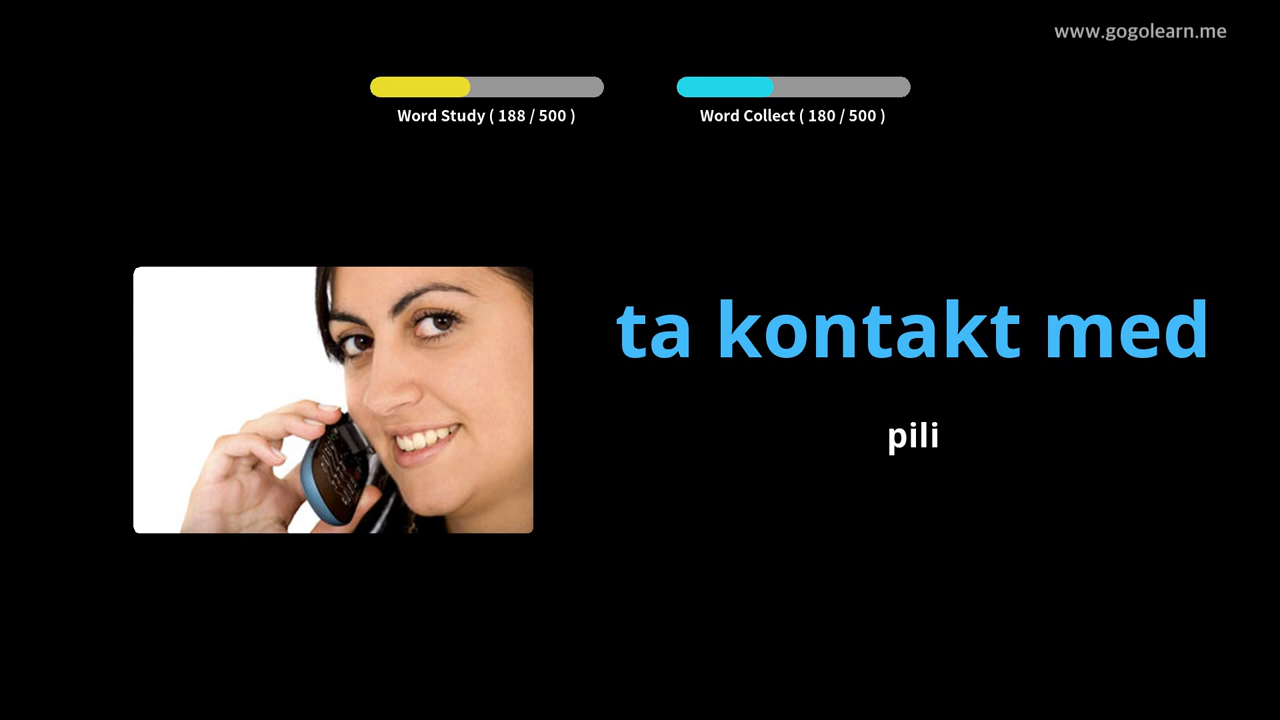 www.gogolearn.me
Word Study ( 188 / 500 )
Word Collect ( 180 / 500 )
ta kontakt med
pili